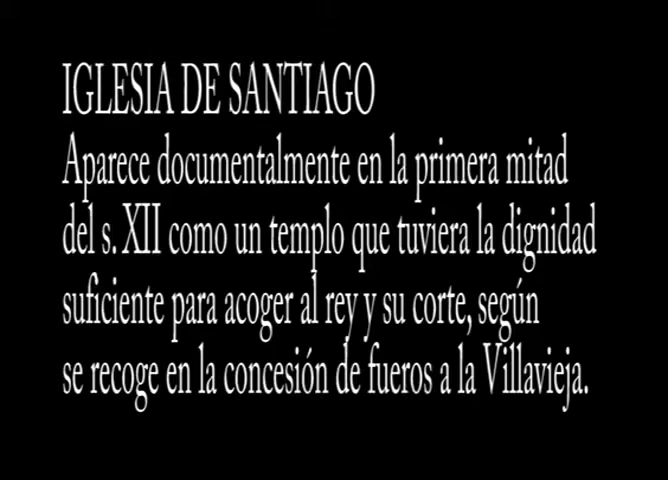 IGLESIA DE SANTIAGO
Aparece documentalmente en la primera mitad
del s. XII como un templo que tuviera la dignidad
suficiente para acoger al rey y su corte, según
se recoge en la concesión de fueros a la Villavieja.